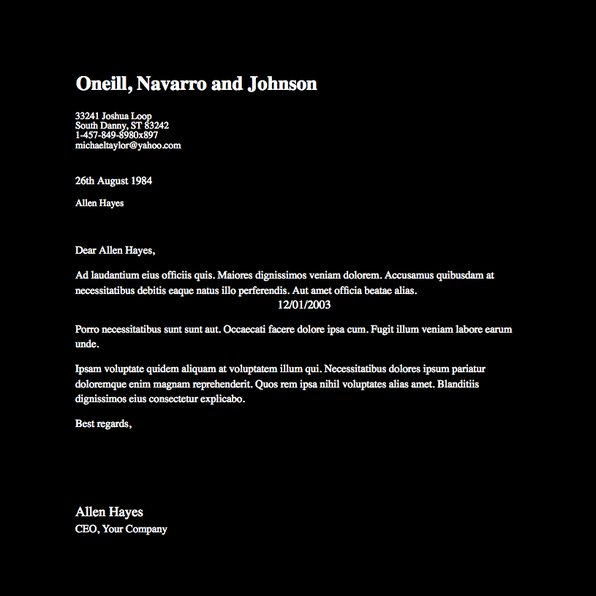 Oneill, Navarro and Johnson
33241 Joshua Loop
South Danny, ST 83242
1-457-849-8980x897
michaeltaylor@yahoo.com
26th August 1984
Allen Hayes
Dear Allen Hayes,
Ad laudantium eius officiis quis. Maiores dignissimos veniam dolorem. Accusamus quibusdam at
necessitatibus debitis eaque natus illo perferendis. Aut amet officia beatae alias.
12/01/2003
Porro necessitatibus sunt sunt aut. Occaecati facere dolore ipsa cum. Fugit illum veniam labore earum
unde.
Ipsam voluptate quidem aliquam at voluptatem illum qui. Necessitatibus dolores ipsum pariatur
doloremque enim magnam reprehenderit. Quos rem ipsa nihil voluptates alias amet. Blanditiis
dignissimos eius consectetur explicabo.
Best regards,
Allen Hayes
CEO, Your Company